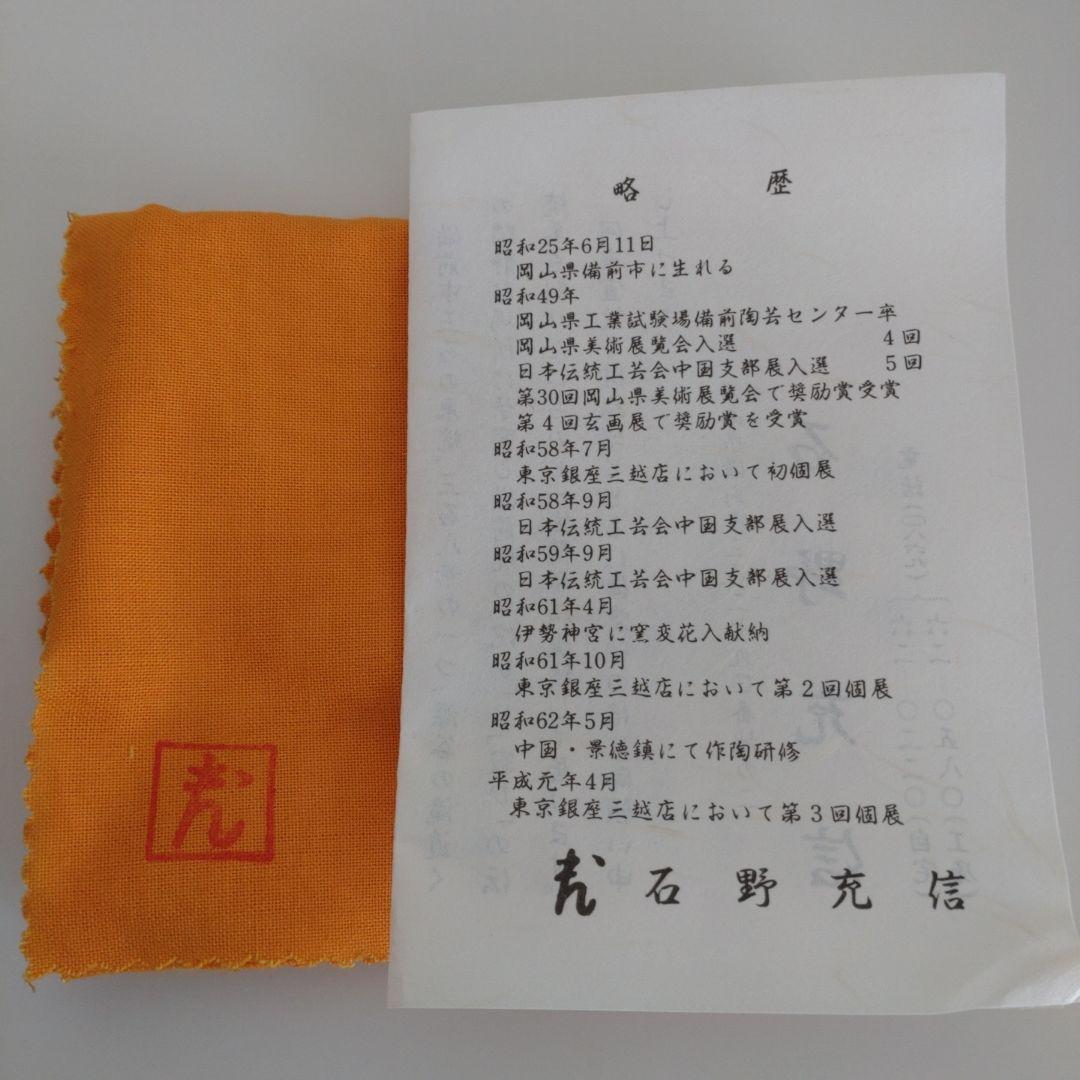 略 歴
昭和25年6月11日
岡山県備前市に生れる
昭和49年
岡山県工業試験場備前陶芸センター卒
岡山県美術展覧会入選 4回
日本伝統工芸会中国支部展入選 5回
第30回岡山県美術展覧会で奨励賞受賞
第4回玄画展で奨励賞を受賞
昭和58年7月
東京銀座三越店において初個展
昭和58年9月
日本伝統工芸会中国支部展入選
昭和59年9月
日本伝統工芸会中国支部展入選
昭和61年4月
伊勢神宮に窯変花入献納
昭和61年10月
東京銀座三越店において第2回個展
昭和62年5月
中国・景徳鎮にて作陶研修
平成元年4月
東京銀座三越店において第3回個展
石野充信